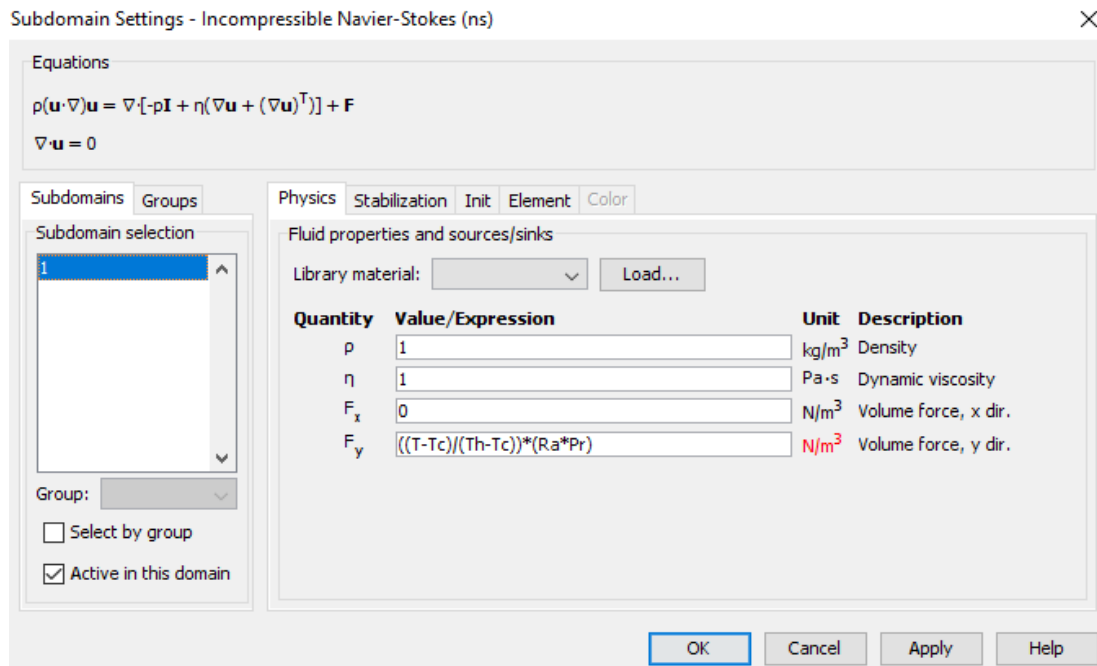 Subdomain Settings - Incompressible Navier-Stokes (ns)
Equations
ρ(u·∇)u = ∇·[-pI + η(∇u + (∇u)ᵀ)] + F
∇·u = 0
Subdomains Groups
Physics Stabilization Init Element Color
Subdomain selection
1
Group:
Select by group
Active in this domain
Fluid properties and sources/sinks
Library material: Load...
Quantity Value/Expression Unit Description
ρ 1 kg/m³ Density
η 1 Pa·s Dynamic viscosity
Fₓ 0 N/m³ Volume force, x dir.
Fy ((T-Tc)/(Th-Tc))*(Ra*Pr) N/m³ Volume force, y dir.
OK Cancel Apply Help